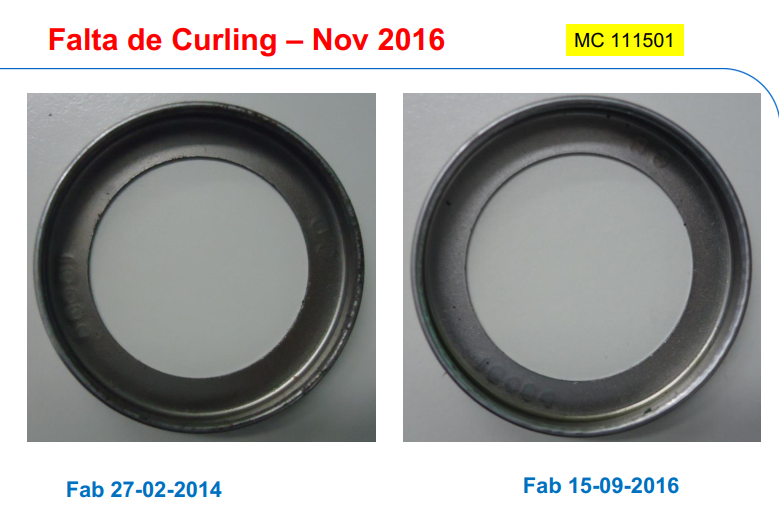 Falta de Curling – Nov 2016
MC 111501
Fab 27-02-2014
Fab 15-09-2016